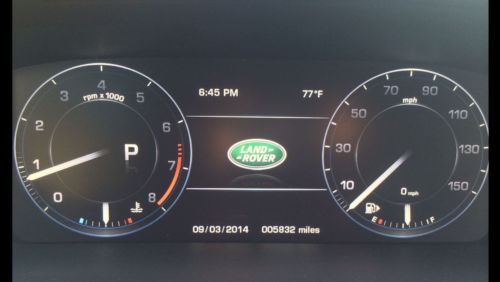 6:45 PM
77°F
rpm x 1000
0
1
2
3
4
5
6
7
8
P
LAND
ROVER
mph
10
30
50
70
90
110
130
150
0 mph
E
F
09/03/2014
005832 miles